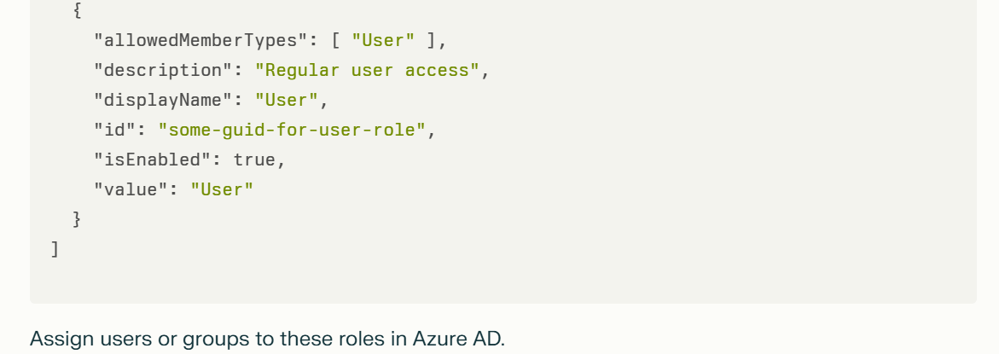 {
"allowedMemberTypes": [ "User" ],
"description": "Regular user access",
"displayName": "User",
"id": "some-guid-for-user-role",
"isEnabled": true,
"value": "User"
}
]
Assign users or groups to these roles in Azure AD.